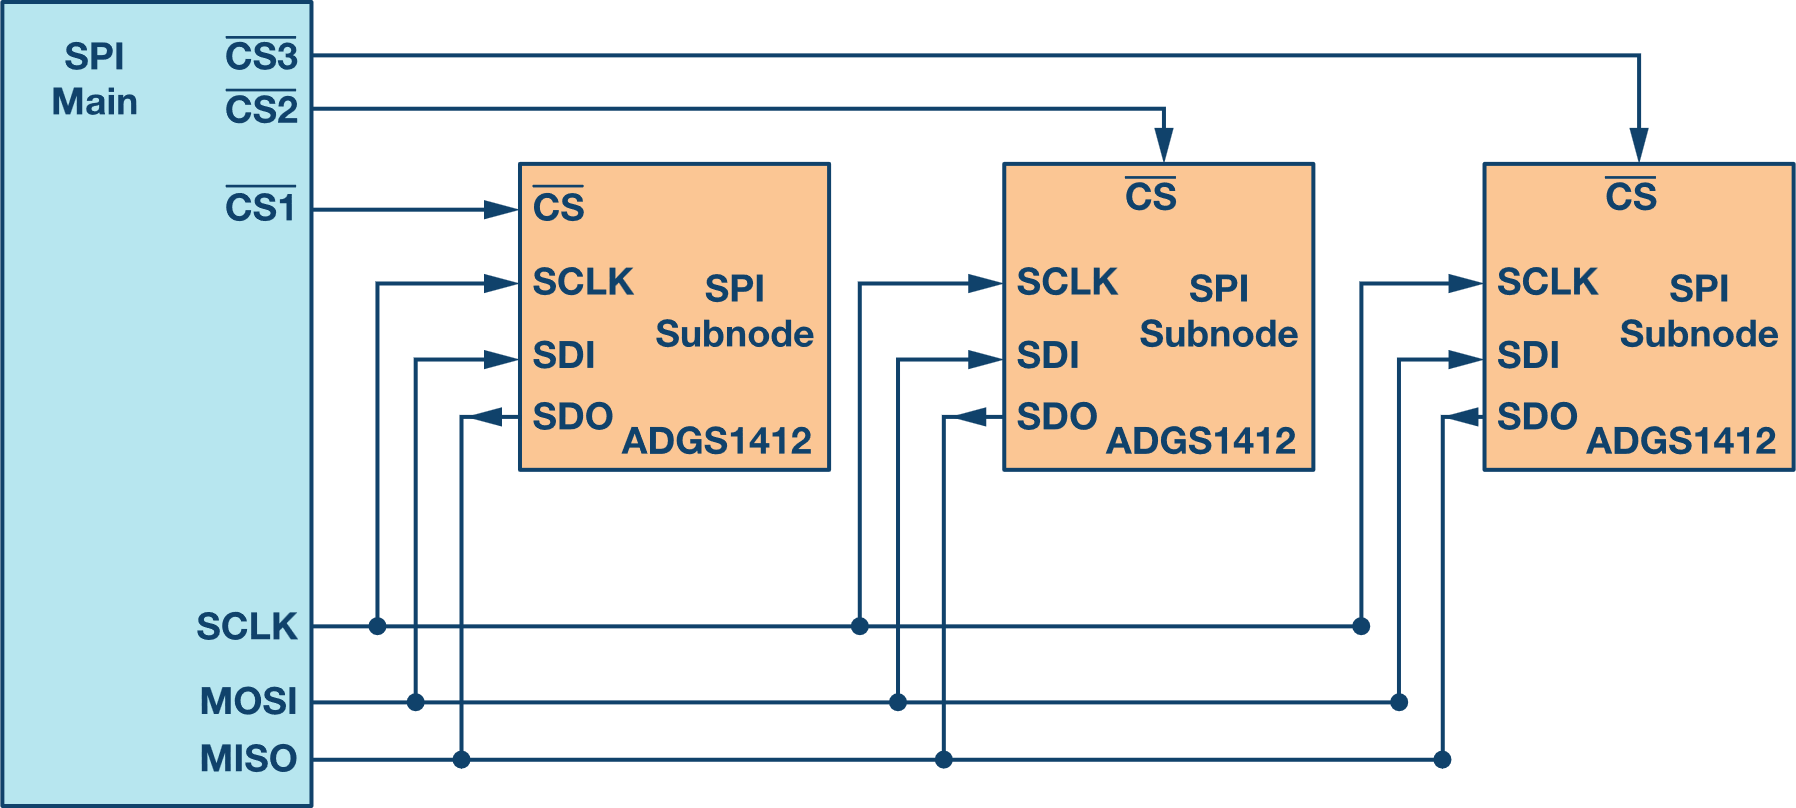 SPI
Main
CS3
CS2
CS1
SCLK
MOSI
MISO
CS
SCLK
SDI
SDO
SPI
Subnode
ADGS1412
CS
SCLK
SDI
SDO
SPI
Subnode
ADGS1412
CS
SCLK
SDI
SDO
SPI
Subnode
ADGS1412